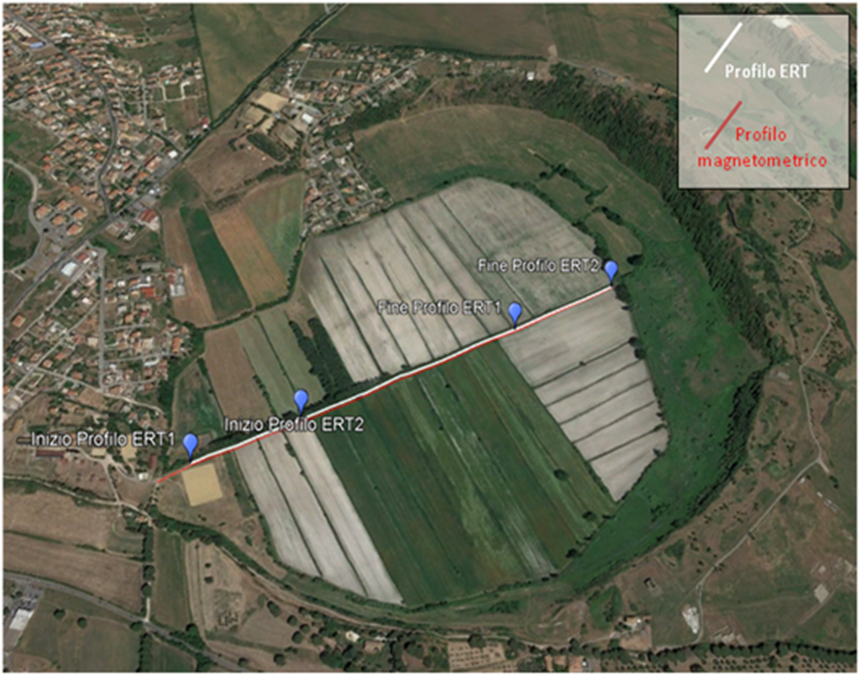 Profilo ERT
Profilo
magnetometrico
Fine Profilo ERT2
Fine Profilo ERT1
Inizio Profilo ERT2
Inizio Profilo ERT1